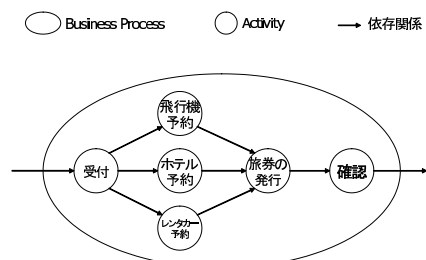 Business Process
Activity
依存関係
飛行機
予約
受付
ホテル
予約
旅券の
発行
確認
レンタカー
予約